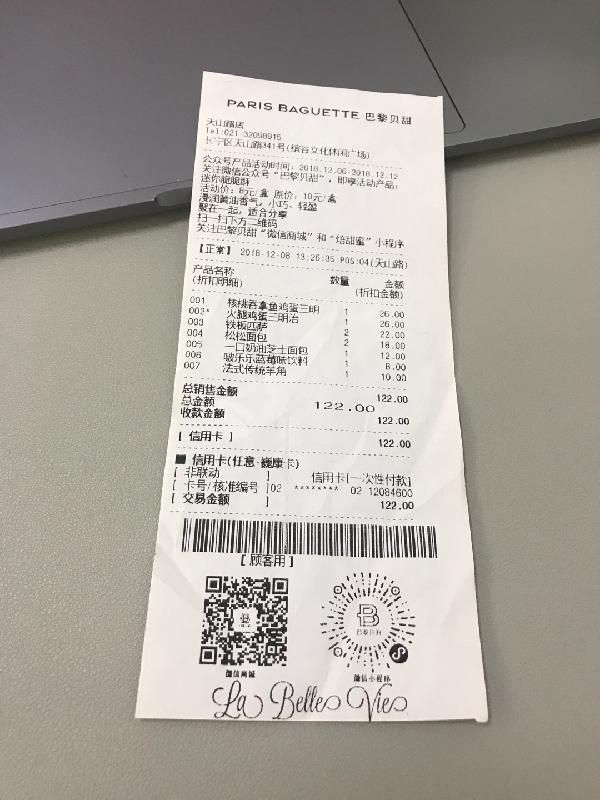 PARIS BAGUETTE 巴黎贝甜
天山路店
Tel:021-32098915
长宁区天山路341号(缤谷文化休闲广场)
公众号产品活动时间：2018.12.06-2018.12.12
关注微信公众号“巴黎贝甜”，即享活动产品：
迷你脆脆酥
活动价：8元/盒 原价：10元/盒
浸润黄油香气，小巧、轻盈
聚在一起，适合分享
扫一扫下方二维码
关注巴黎贝甜“微信商城”和“焙甜蜜”小程序
【正常】 2018-12-08 13:26:35 POS:04(天山路)
产品名称 数量 金额
(折扣明细) (折扣金额)
001 核桃吞拿鱼鸡蛋三明 1 26.00
002* 火腿鸡蛋三明治 1 26.00
003 铁板匹萨 2 22.00
004 松松面包 2 18.00
005 一口奶油芝士面包 1 12.00
006 啵乐乐蓝莓味饮料 1 8.00
007 法式传统羊角 1 10.00
总销售金额 122.00
总金额 122.00
收款金额 122.00
[ 信用卡 ] 122.00
■ 信用卡(任意-巍康卡)
[ 非联动 ] 信用卡[一次性付款]
[ 卡号/核准编号 ]02 ******** 02 12084600
[ 交易金额 ] 122.00
[ 顾客用 ]
巴黎贝甜
微信商城 微信小程序
La Belle Vie